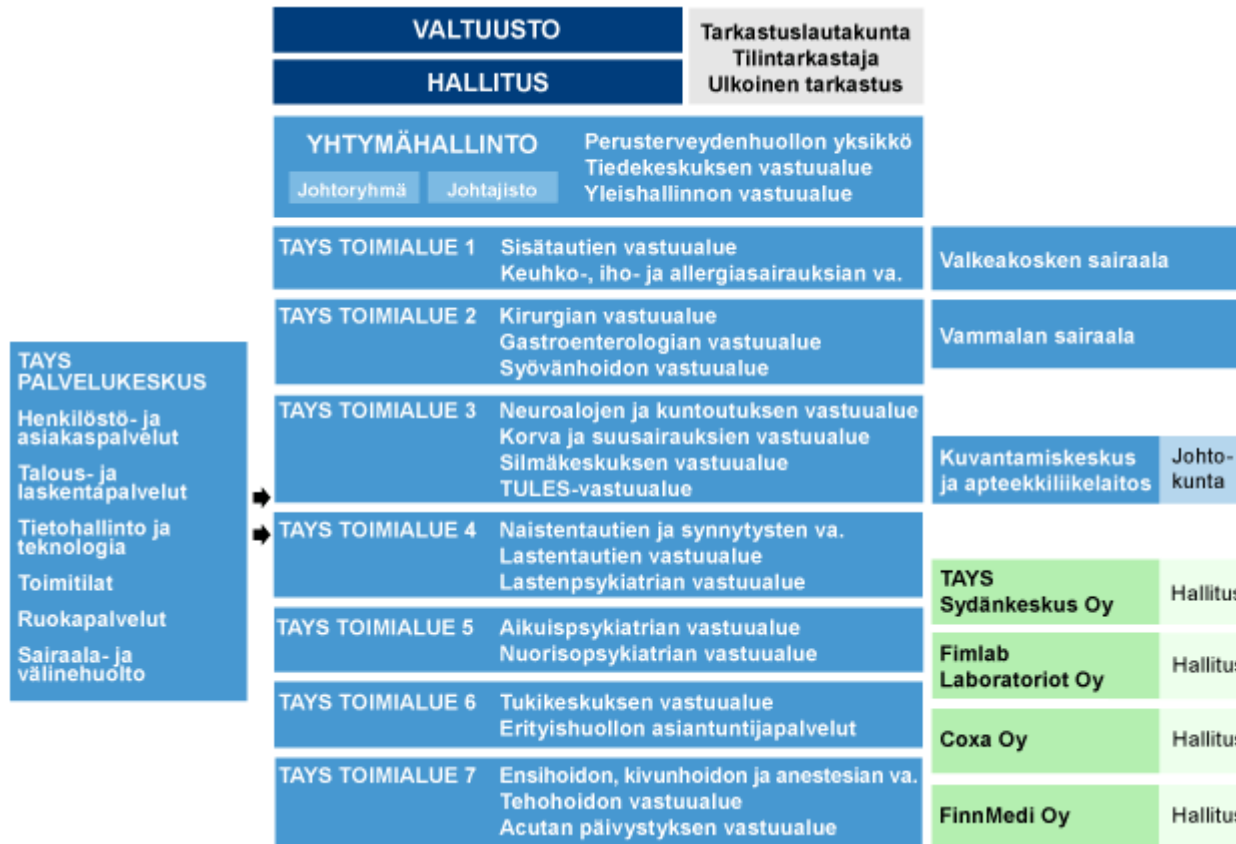 VALTUUSTO
HALLITUS
Tarkastuslautakunta
Tilintarkastaja
Ulkoinen tarkastus
YHTYMÄHALLINTO
Johtoryhmä
Johtajisto
Perusterveydenhuollon yksikkö
Tiedekeskuksen vastuualue
Yleishallinnon vastuualue
TAYS TOIMIALUE 1
Sisätautien vastuualue
Keuhko-, iho- ja allergiasairauksian va.
Valkeakosken sairaala
TAYS TOIMIALUE 2
Kirurgian vastuualue
Gastroenterologian vastuualue
Syövänhoidon vastuualue
Vammalan sairaala
TAYS
PALVELUKESKUS
Henkilöstö- ja
asiakaspalvelut
Talous- ja
laskentapalvelut
Tietohallinto ja
teknologia
Toimitilat
Ruokapalvelut
Sairaala- ja
välinehuolto
TAYS TOIMIALUE 3
Neuroalojen ja kuntoutuksen vastuualue
Korva ja suusairauksien vastuualue
Silmäkeskuksen vastuualue
TULES-vastuualue
Kuvantamiskeskus
ja apteekkiliikelaitos
Johto-
kunta
TAYS TOIMIALUE 4
Naistentautien ja synnytysten va.
Lastentautien vastuualue
Lastenpsykiatrian vastuualue
TAYS
Sydänkeskus Oy
Hallitus
TAYS TOIMIALUE 5
Aikuispsykiatrian vastuualue
Nuorisopsykiatrian vastuualue
Fimlab
Laboratoriot Oy
Hallitus
TAYS TOIMIALUE 6
Tukikeskuksen vastuualue
Erityishuollon asiantuntijapalvelut
Coxa Oy
Hallitus
TAYS TOIMIALUE 7
Ensihoidon, kivunhoidon ja anestesian va.
Tehohoidon vastuualue
Acutan päivystyksen vastuualue
FinnMedi Oy
Hallitus